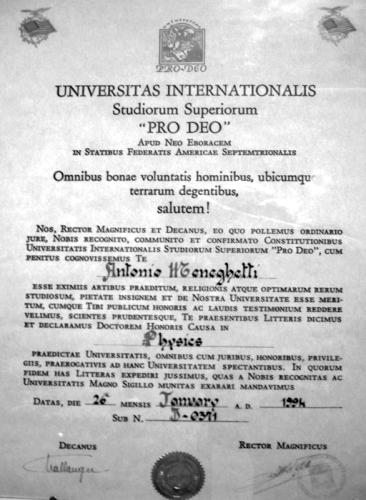 PRO-DEO
UNIVERSITAS INTERNATIONALIS
Studiorum Superiorum
"PRO DEO"
APUD NEO EBORACEM
IN STATIBUS FEDERATIS AMERICAE SEPTEMTRIONALIS
Omnibus bonae voluntatis hominibus, ubicumque
terrarum degentibus,
salutem!
NOS, RECTOR MAGNIFICUS ET DECANUS, EO QUO POLLEMUS ORDINARIO
JURE, NOBIS RECOGNITO, COMMUNITO ET CONFIRMATO CONSTITUTIONIBUS
UNIVERSITATIS INTERNATIONALIS STUDIORUM SUPERIORUM "PRO DEO", CUM
PENITUS COGNOVISSEMUS TE
Antonio Meneghetti
ESSE EXIMIIS ARTIBUS PRAEDITUM, RELIGIONIS ATQUE OPTIMARUM RERUM
STUDIOSUM, PIETATE INSIGNEM ET DE NOSTRA UNIVERSITATE ESSE MERI-
TUM, CUMQUE TIBI PUBLICUM HONORIS AC LAUDIS TESTIMONIUM REDDERE
VELIMUS, SCIENTES PRUDENTESQUE, TE PRAESENTIBUS LITTERIS DICIMUS
ET DECLARAMUS DOCTOREM HONORIS CAUSA IN
Physics
PRAEDICTAE UNIVERSITATIS, OMNIBUS CUM JURIBUS, HONORIBUS, PRIVILE-
GIIS, PRAEROGATIVIS AD HANC UNIVERSITATEM SPECTANTIBUS. IN QUORUM
FIDEM HAS LITTERAS EXPEDIRI JUSSIMUS, QUAS A NOBIS RECOGNITAS AC
UNIVERSITATIS MAGNO SIGILLO MUNITAS EXARARI MANDAVIMUS
DATAS, DIE 26 MENSIS January A. D. 1994
SUB N.
DECANUS RECTOR MAGNIFICUS